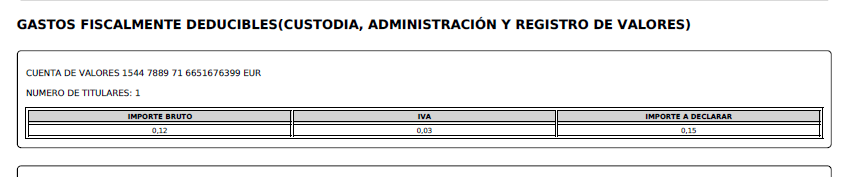 GASTOS FISCALMENTE DEDUCIBLES(CUSTODIA, ADMINISTRACIÓN Y REGISTRO DE VALORES)
CUENTA DE VALORES 1544 7889 71 6651676399 EUR
NUMERO DE TITULARES: 1
IMPORTE BRUTO IVA IMPORTE A DECLARAR
0,12 0,03 0,15